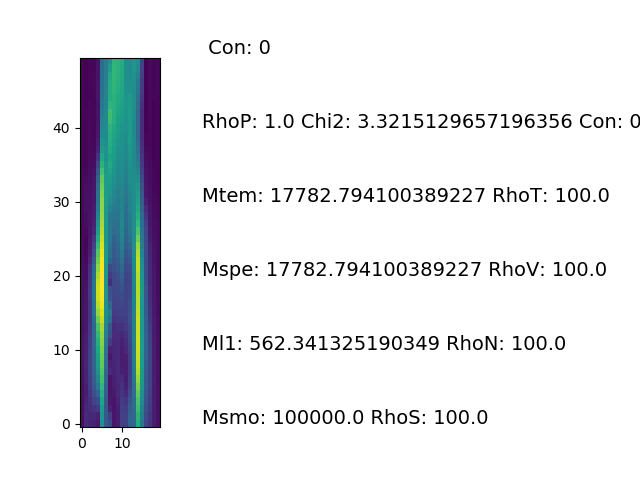 Con: 0
RhoP: 1.0 Chi2: 3.3215129657196356 Con: 0
Mtem: 17782.794100389227 RhoT: 100.0
Mspe: 17782.794100389227 RhoV: 100.0
Ml1: 562.341325190349 RhoN: 100.0
Msmo: 100000.0 RhoS: 100.0
40
30
20
10
0
0 10